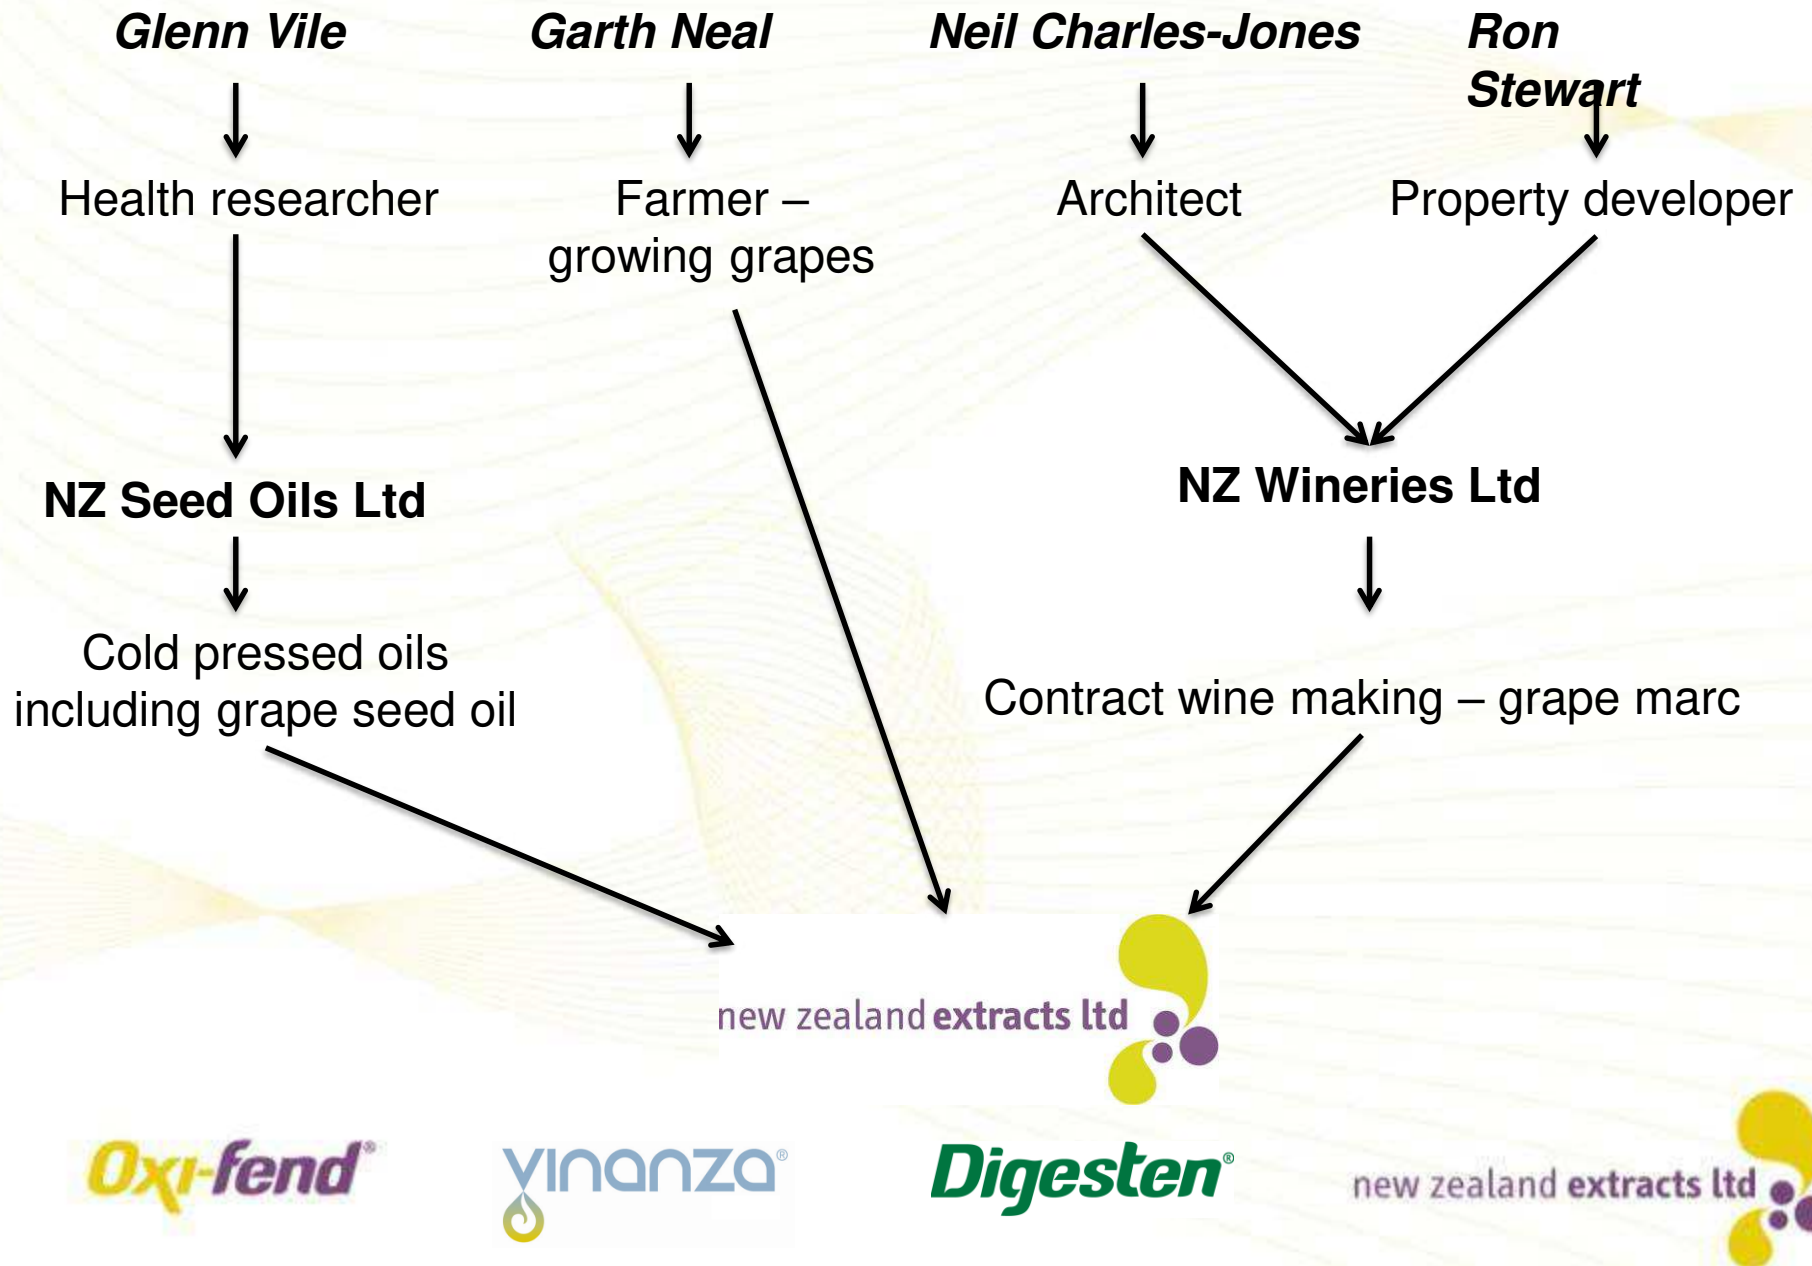 Glenn Vile
Garth Neal
Neil Charles-Jones
Ron
Stewart
Health researcher
Farmer –
growing grapes
Architect
Property developer
NZ Seed Oils Ltd
NZ Wineries Ltd
Cold pressed oils
including grape seed oil
Contract wine making – grape marc
new zealand extracts ltd
Oxi-fend®
vinanza®
Digesten®
new zealand extracts ltd